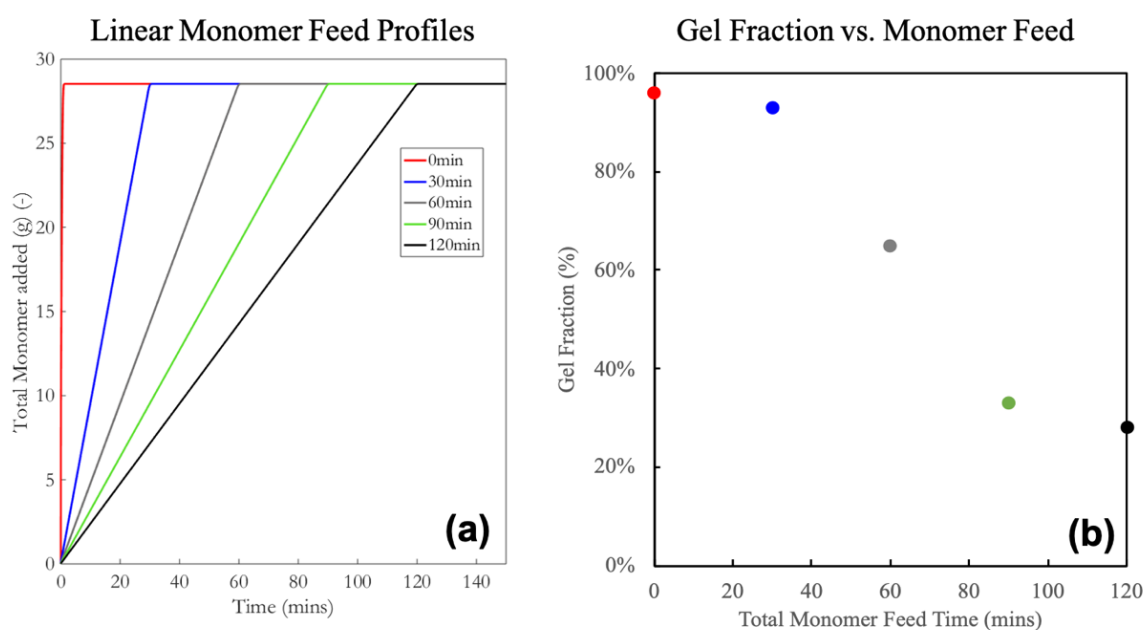 Linear Monomer Feed Profiles
30
25
20
15
10
5
0
Total Monomer added (g) (-)
0min
30min
60min
90min
120min
(a)
0 20 40 60 80 100 120 140
Time (mins)
Gel Fraction vs. Monomer Feed
100%
80%
60%
40%
20%
0%
Gel Fraction (%)
(b)
0 20 40 60 80 100 120
Total Monomer Feed Time (mins)